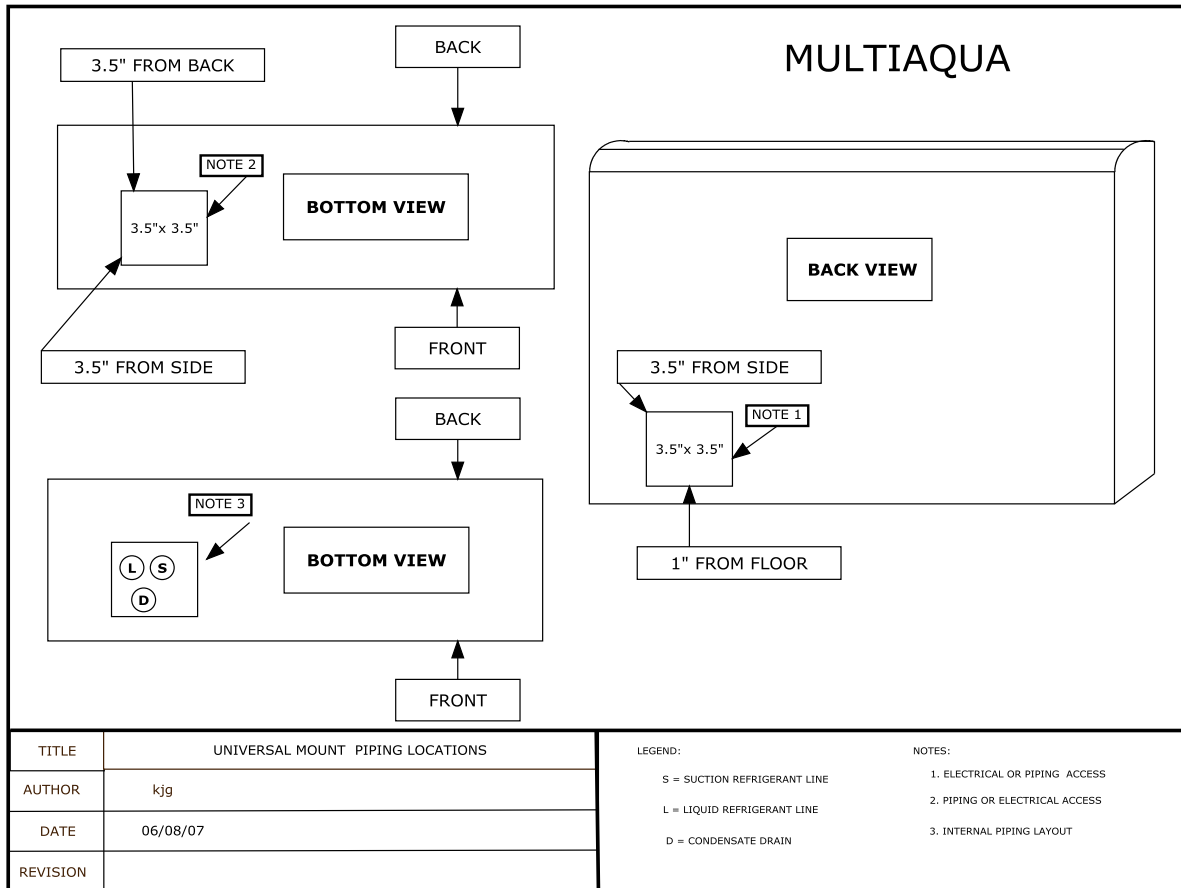 MULTIAQUA
BACK
3.5" FROM BACK
NOTE 2
BOTTOM VIEW
3.5"x 3.5"
FRONT
3.5" FROM SIDE
BACK VIEW
3.5" FROM SIDE
NOTE 1
3.5"x 3.5"
1" FROM FLOOR
BACK
NOTE 3
BOTTOM VIEW
L S
D
FRONT
TITLE UNIVERSAL MOUNT PIPING LOCATIONS
AUTHOR kjg
DATE 06/08/07
REVISION
LEGEND:
S = SUCTION REFRIGERANT LINE
L = LIQUID REFRIGERANT LINE
D = CONDENSATE DRAIN
NOTES:
1. ELECTRICAL OR PIPING ACCESS
2. PIPING OR ELECTRICAL ACCESS
3. INTERNAL PIPING LAYOUT